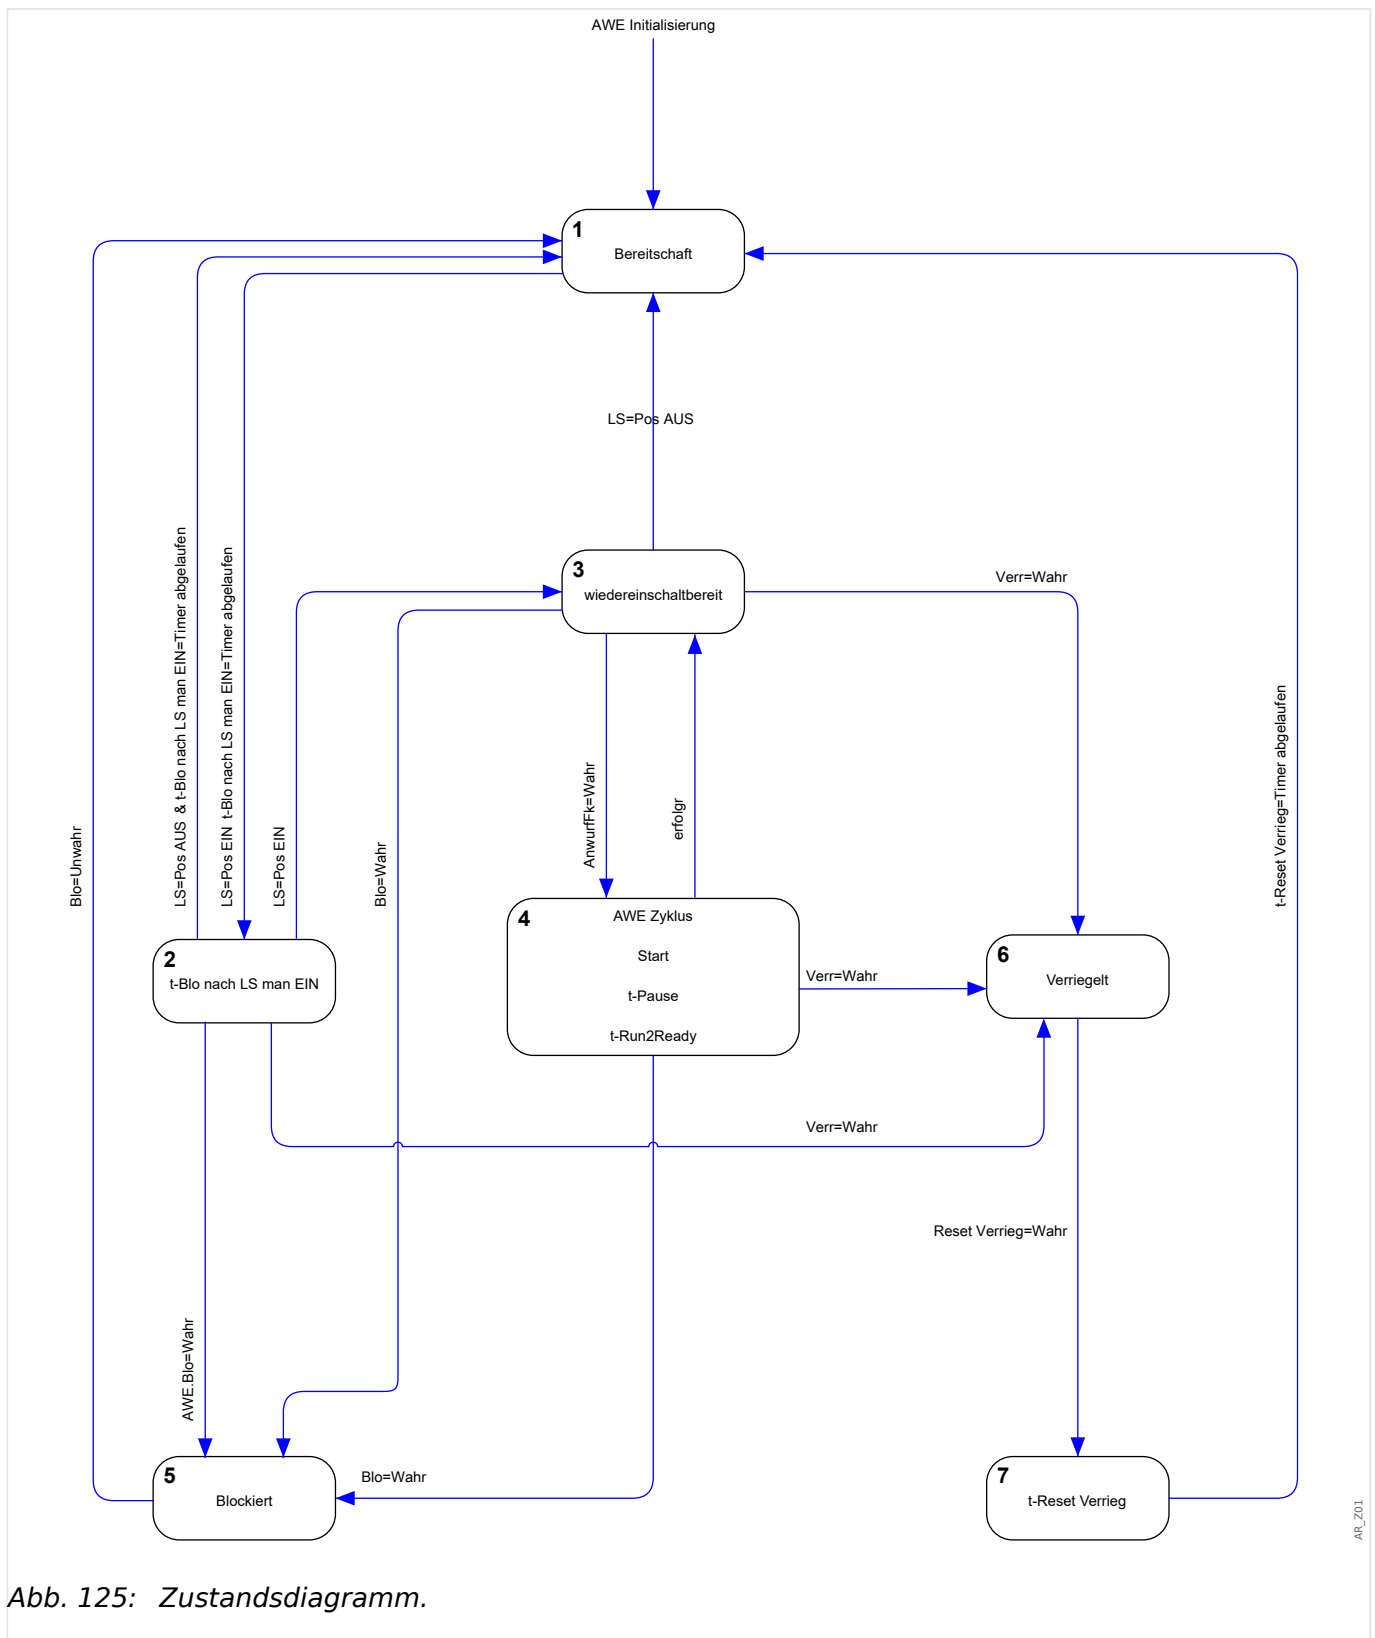 AWE Initialisierung
1
Bereitschaft
LS=Pos AUS
3
wiedereinschaltbereit
Verr=Wahr
LS=Pos AUS  & t-Blo nach LS man EIN=Timer abgelaufen
LS=Pos EIN  t-Blo nach LS man EIN=Timer abgelaufen
LS=Pos EIN
Blo=Unwahr
Blo=Wahr
AnwurfFk=Wahr
erfolgr
t-Reset Verrieg=Timer abgelaufen
2
t-Blo nach LS man EIN
4
AWE Zyklus
Start
t-Pause
t-Run2Ready
Verr=Wahr
6
Verriegelt
Verr=Wahr
Reset Verrieg=Wahr
AWE.Blo=Wahr
5
Blockiert
Blo=Wahr
7
t-Reset Verrieg
AR_Z01
Abb. 125: Zustandsdiagramm.